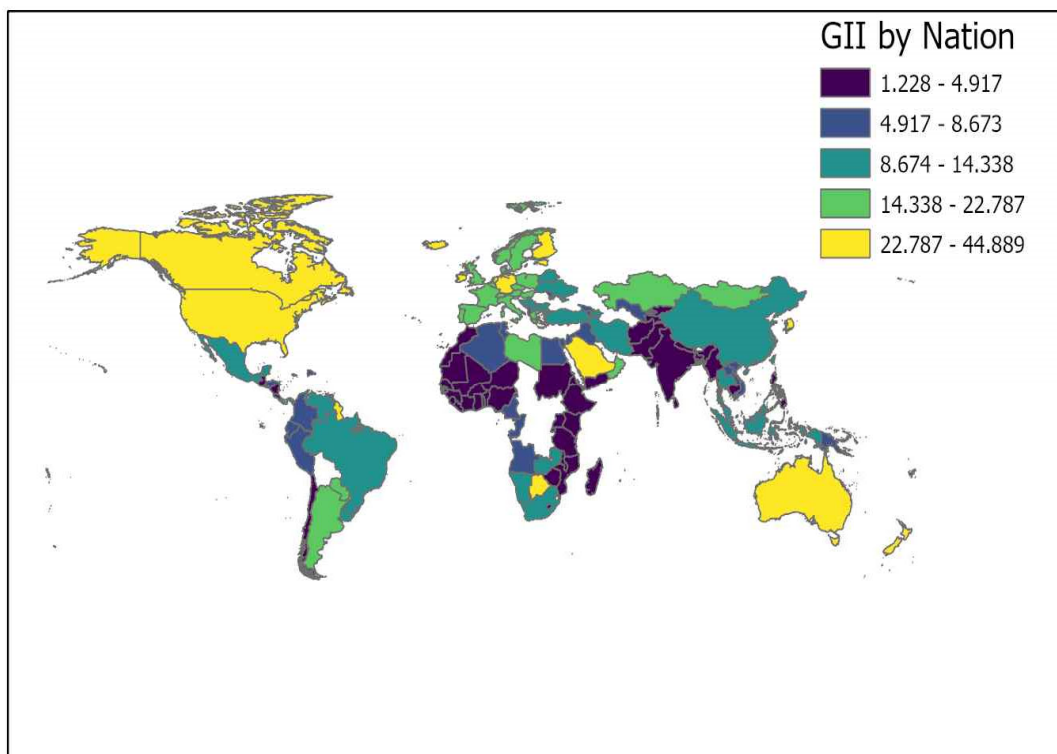 GII by Nation
1.228 - 4.917
4.917 - 8.673
8.674 - 14.338
14.338 - 22.787
22.787 - 44.889